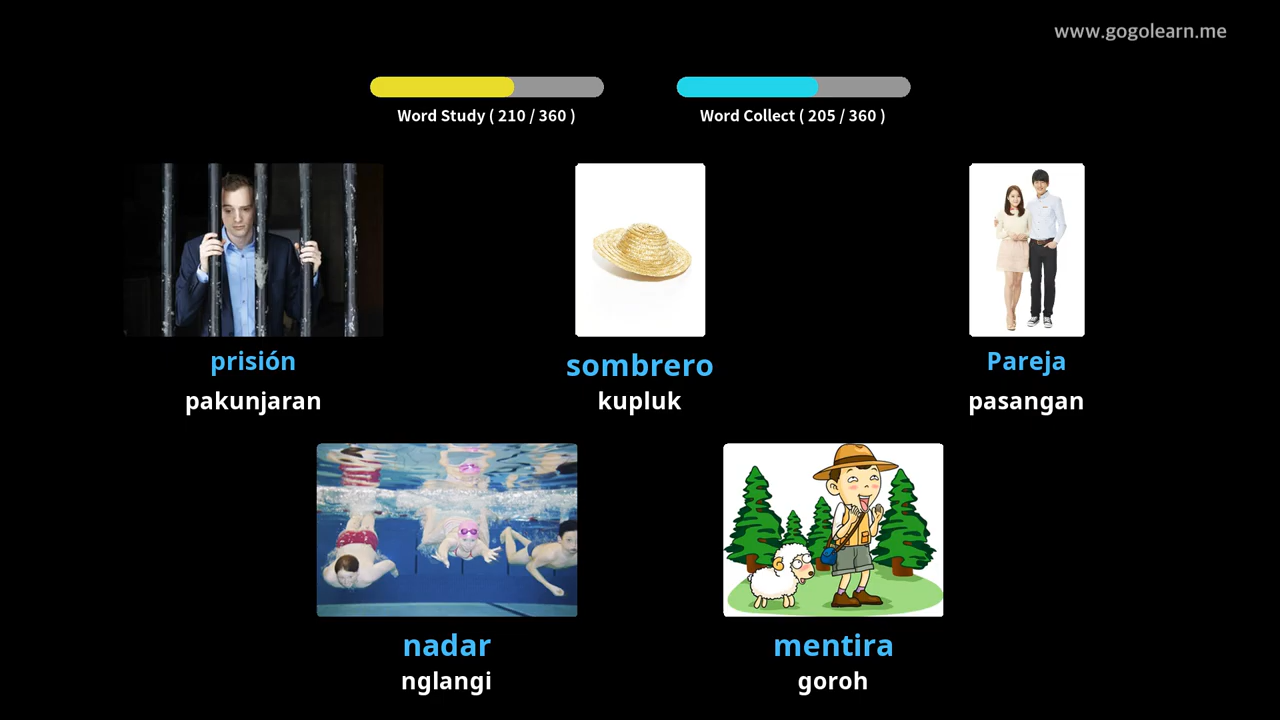 www.gogolearn.me
Word Study ( 210 / 360 )
Word Collect ( 205 / 360 )
prisión
pakunjaran
sombrero
kupluk
Pareja
pasangan
nadar
nglangi
mentira
goroh